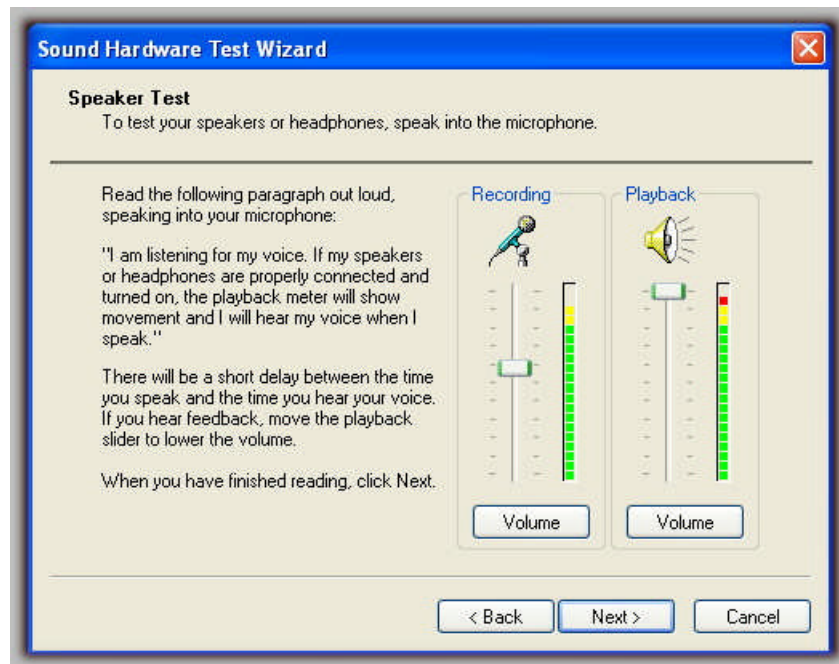 Sound Hardware Test Wizard
Speaker Test
To test your speakers or headphones, speak into the microphone.
Read the following paragraph out loud,
speaking into your microphone:
"I am listening for my voice. If my speakers
or headphones are properly connected and
turned on, the playback meter will show
movement and I will hear my voice when I
speak."
There will be a short delay between the time
you speak and the time you hear your voice.
If you hear feedback, move the playback
slider to lower the volume.
When you have finished reading, click Next.
Recording
Playback
Volume
Volume
< Back
Next >
Cancel